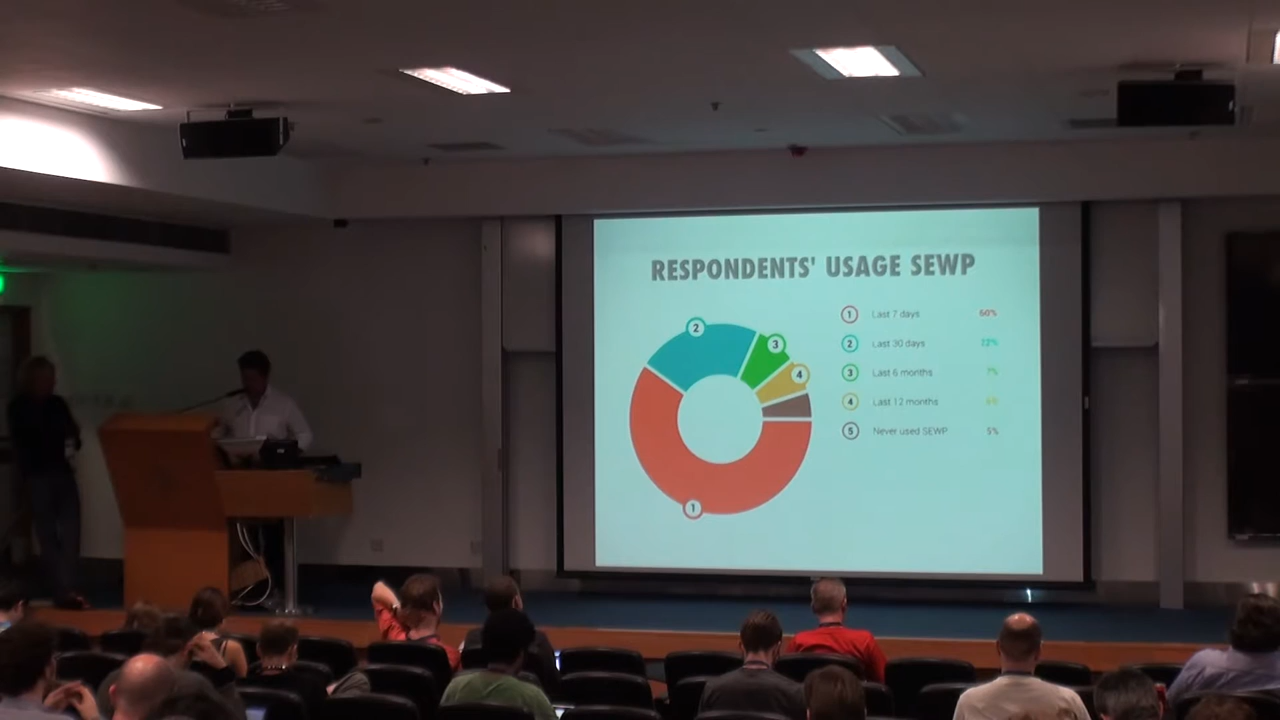 RESPONDENTS' USAGE SEWP
1 Last 7 days 60%
2 Last 30 days 22%
3 Last 6 months 7%
4 Last 12 months
5 Never used SEWP 5%
2
3
4
1